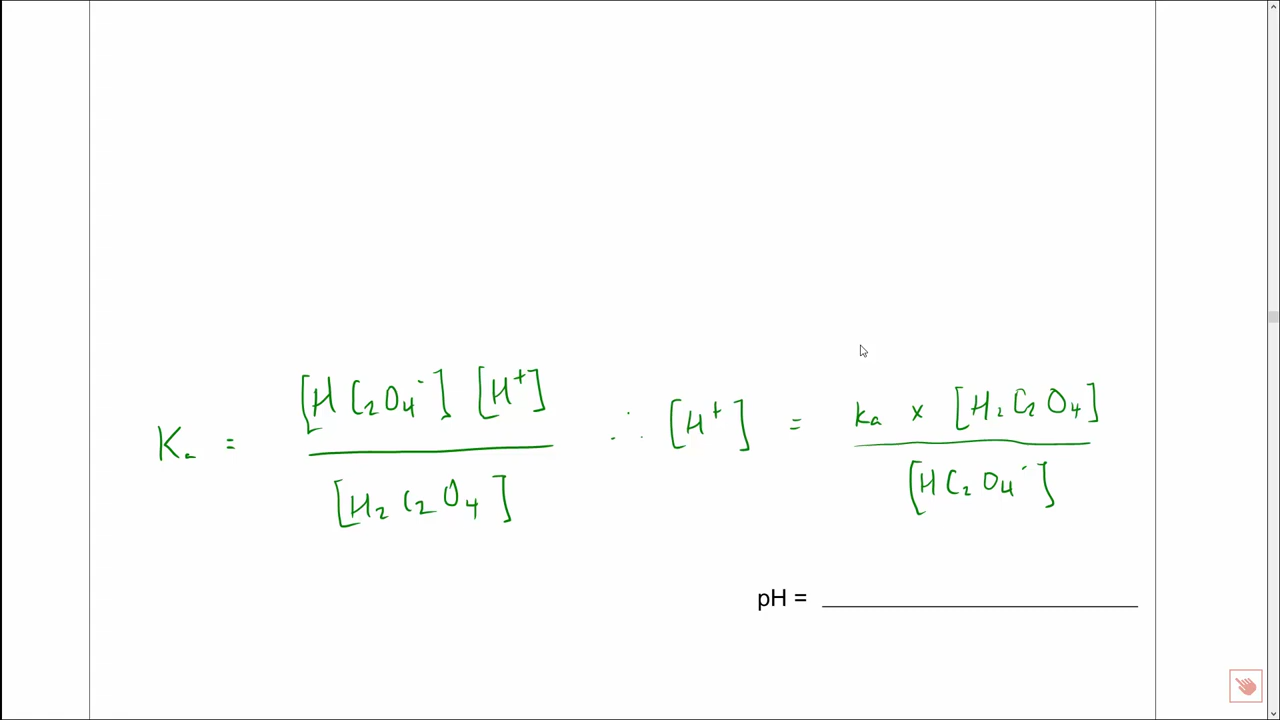 Ka = [HC₂O₄⁻] [H⁺] / [H₂C₂O₄] ∴ [H⁺] = ka × [H₂C₂O₄] / [HC₂O₄⁻]
pH =